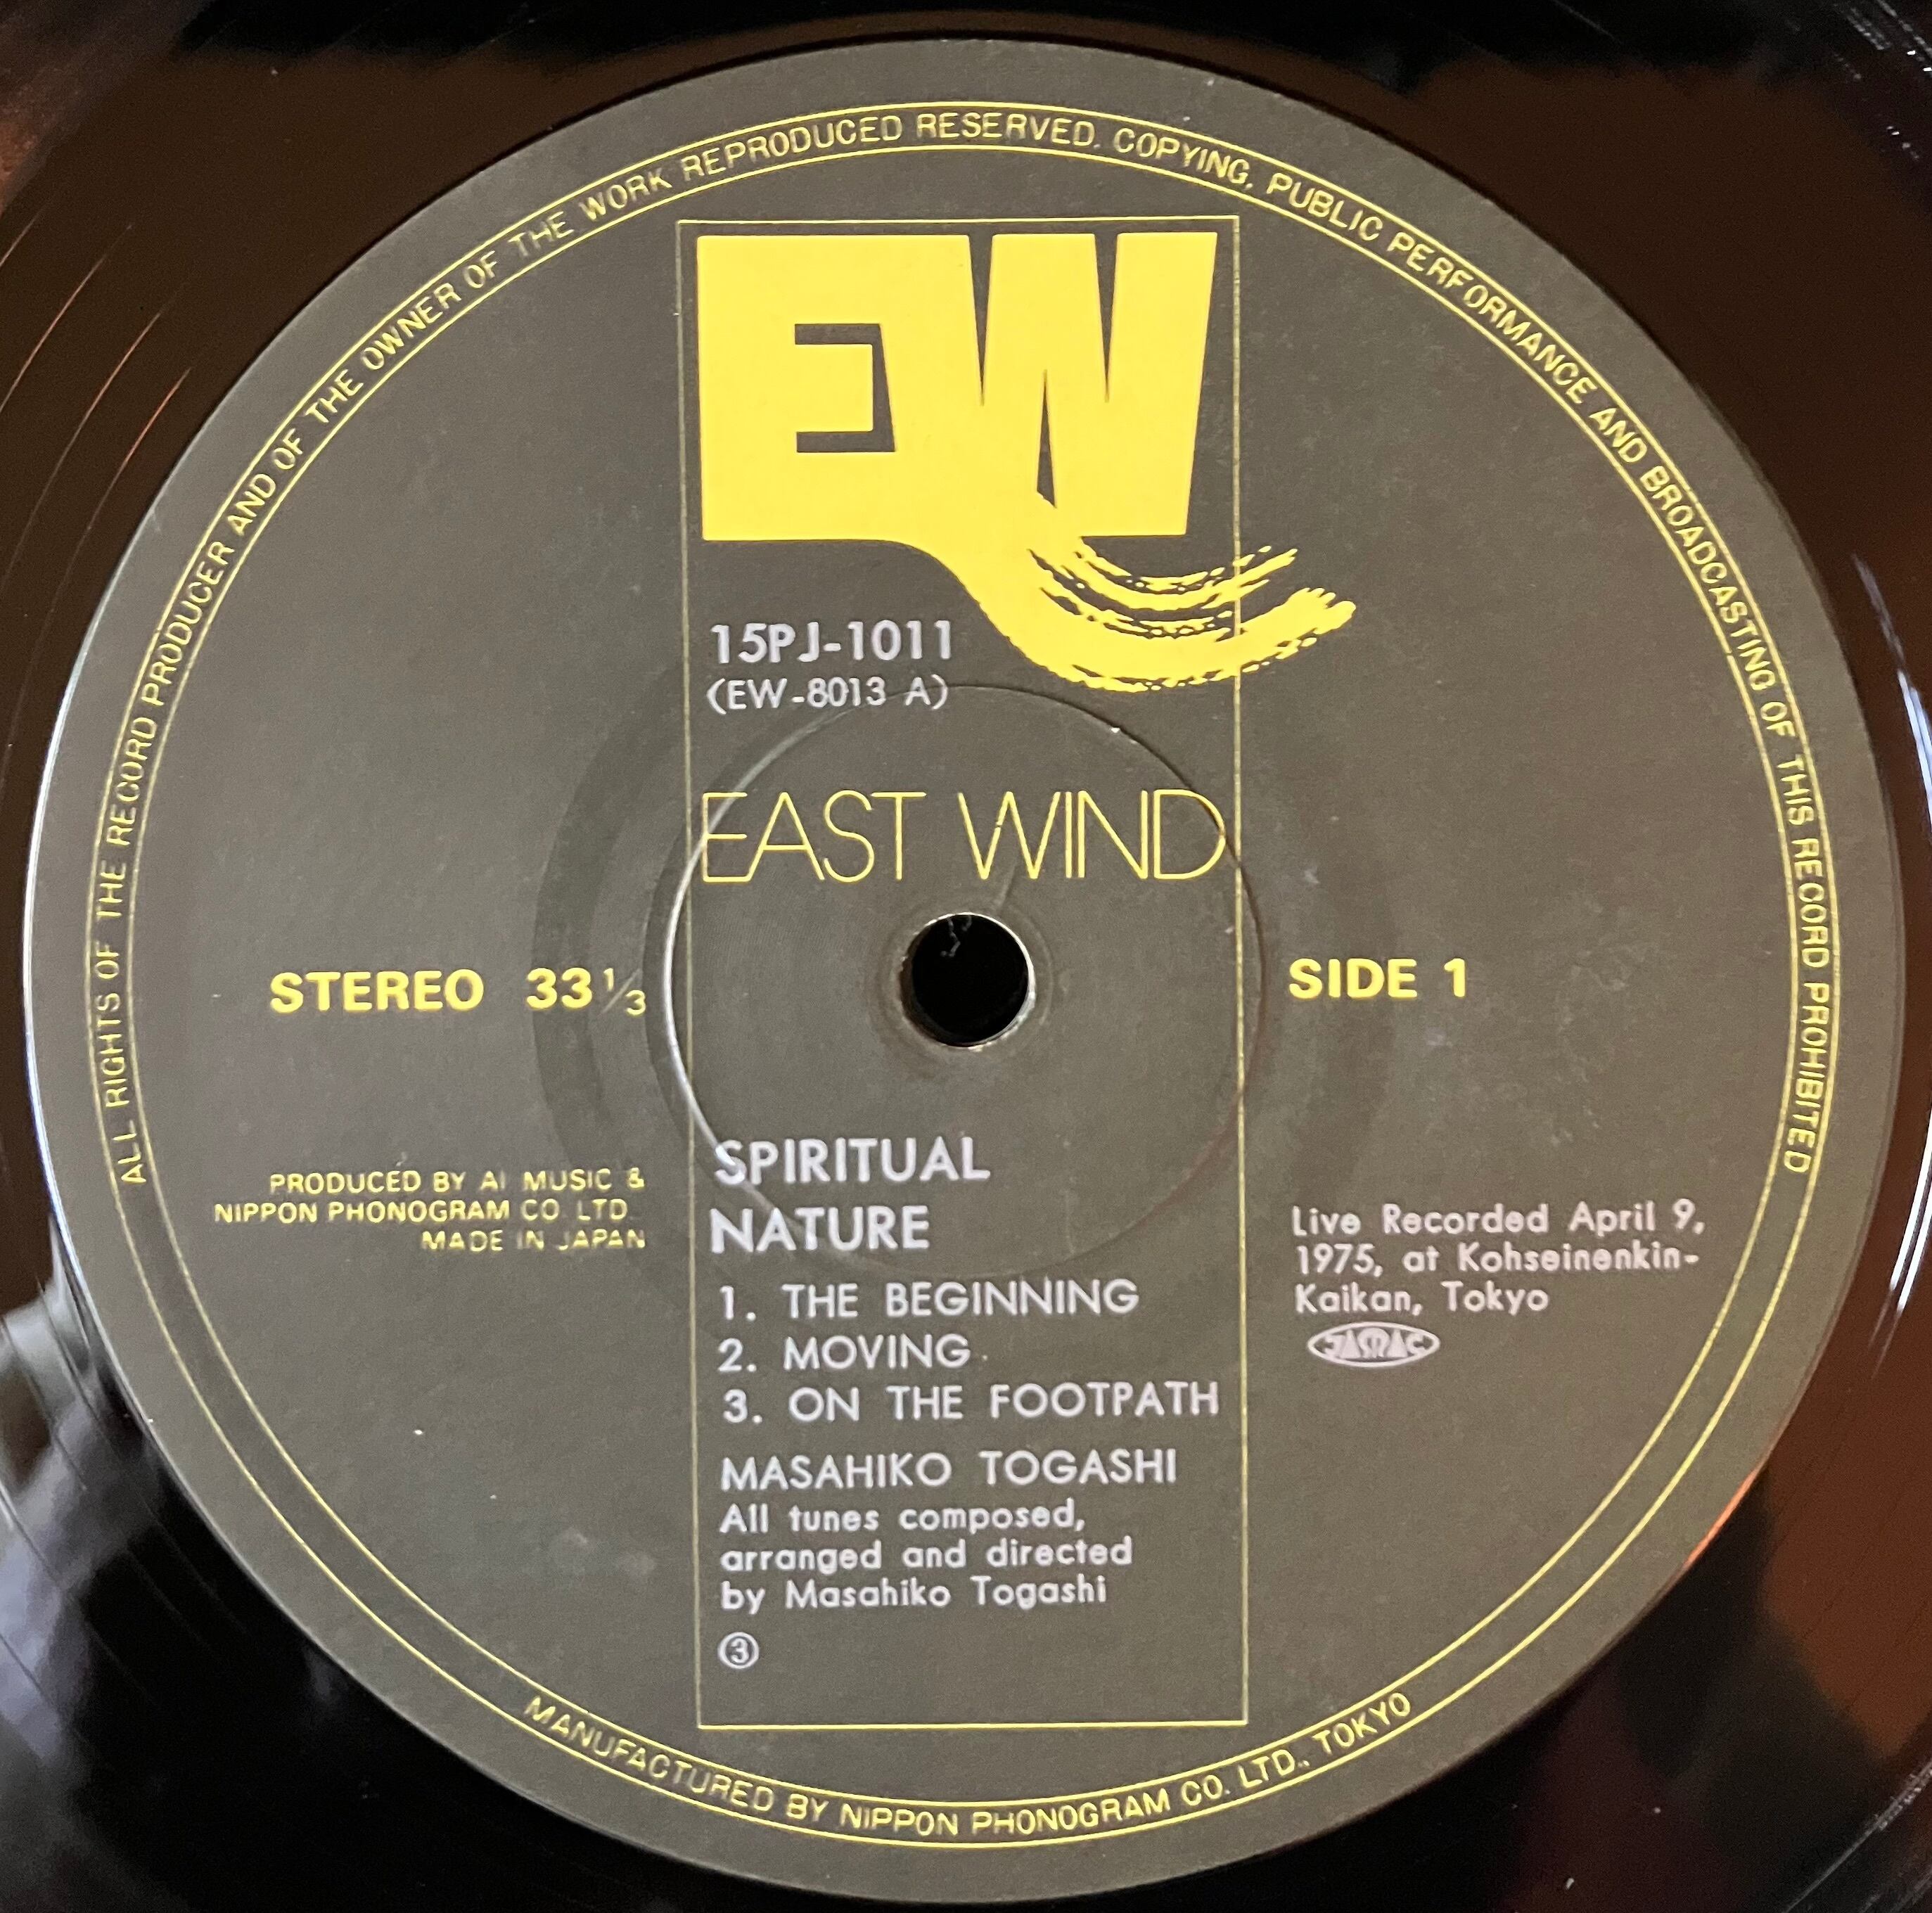 ALL RIGHTS OF THE RECORD PRODUCER AND OF THE OWNER OF THE WORK REPRODUCED RESERVED. COPYING, PUBLIC PERFORMANCE AND BROADCASTING OF THIS RECORD PROHIBITED
EW
15PJ-1011
(EW-8013 A)
EAST WIND
STEREO 33 1/3
SIDE 1
PRODUCED BY AI MUSIC &
NIPPON PHONOGRAM CO. LTD.
MADE IN JAPAN
SPIRITUAL
NATURE
1. THE BEGINNING
2. MOVING
3. ON THE FOOTPATH
MASAHIKO TOGASHI
All tunes composed,
arranged and directed
by Masahiko Togashi
③
Live Recorded April 9,
1975, at Kohseinenkin-
Kaikan, Tokyo
JASRAC
MANUFACTURED BY NIPPON PHONOGRAM CO. LTD., TOKYO